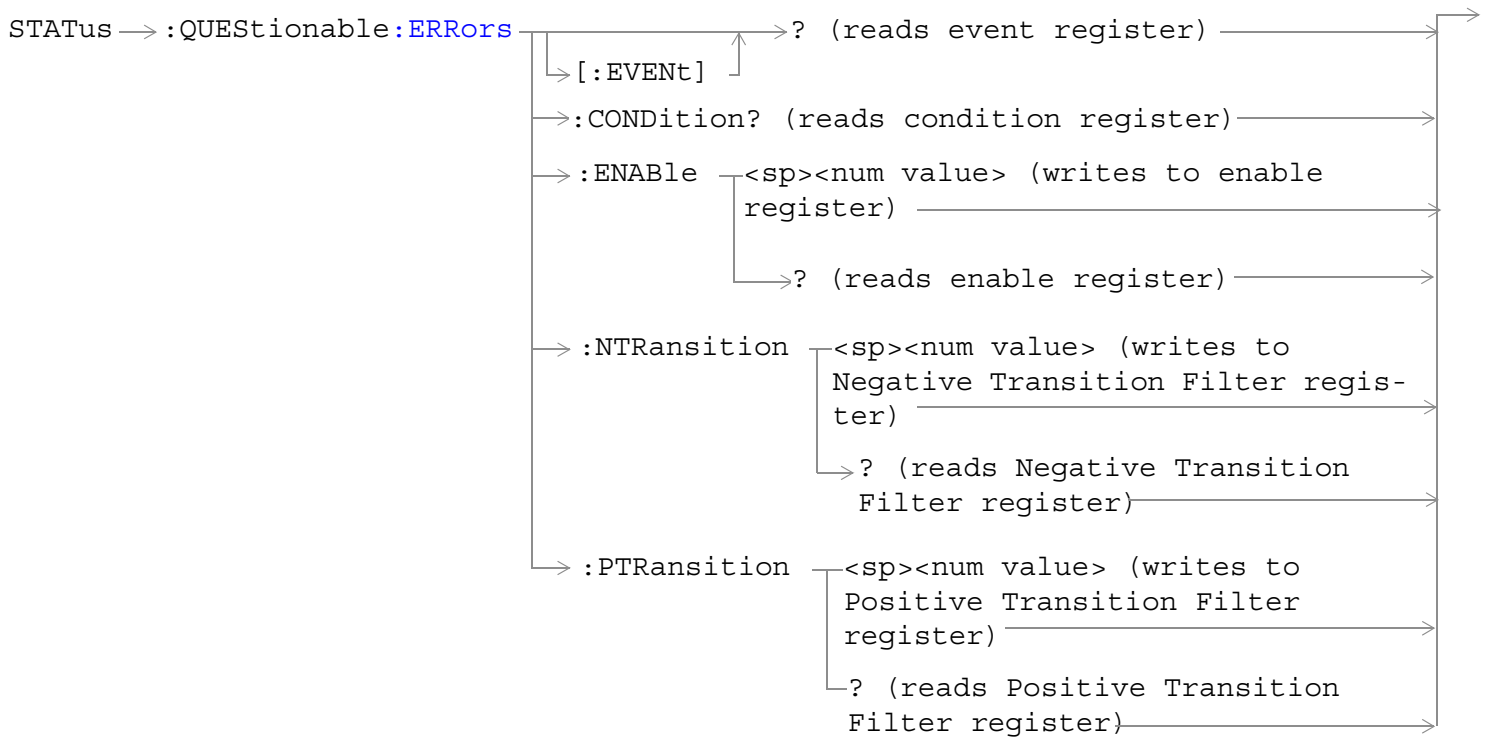 STATus :QUEStionable:ERRors ? (reads event register)
[:EVENt]
:CONDition? (reads condition register)
:ENABle <sp><num value> (writes to enable
register)
? (reads enable register)
:NTRansition <sp><num value> (writes to
Negative Transition Filter regis-
ter)
? (reads Negative Transition
Filter register)
:PTRansition <sp><num value> (writes to
Positive Transition Filter
register)
? (reads Positive Transition
Filter register)